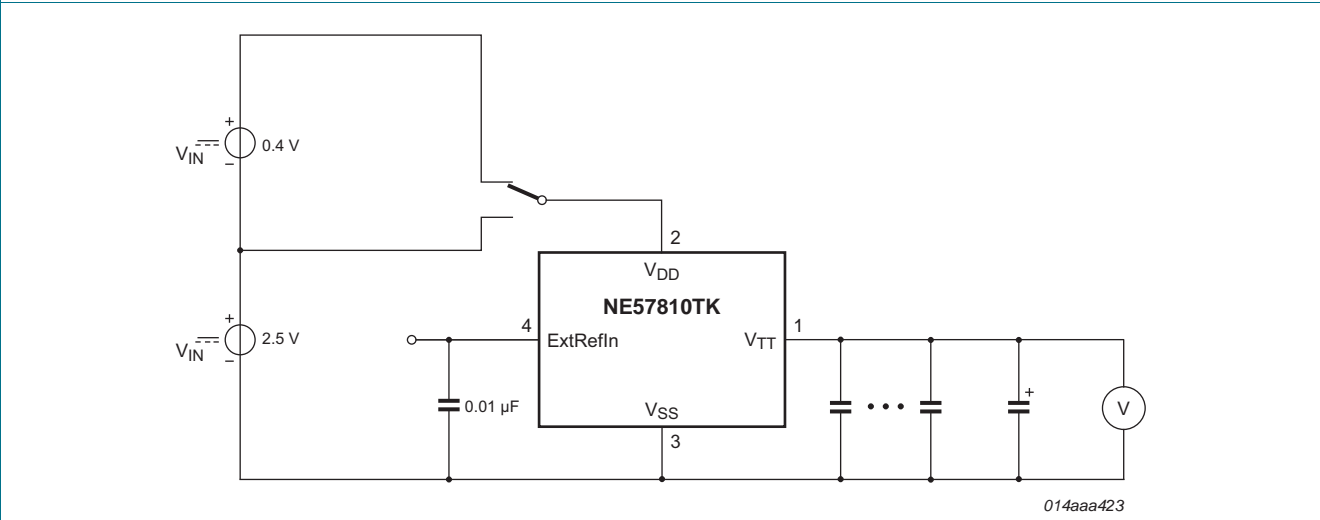 +
VIN
0.4 V
−
2
VDD
NE57810TK
+
VIN
2.5 V
−
4
ExtRefIn
VTT
1
0.01 µF
+
V
VSS
3
014aaa423